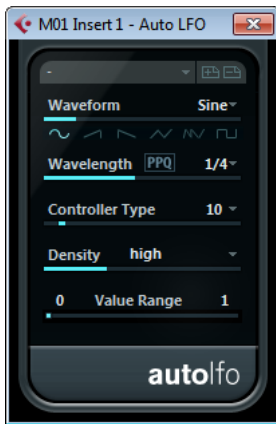 M01 Insert 1 - Auto LFO
-
Waveform Sine
Wavelength PPQ 1/4
Controller Type 10
Density high
0 Value Range 1
autolfo